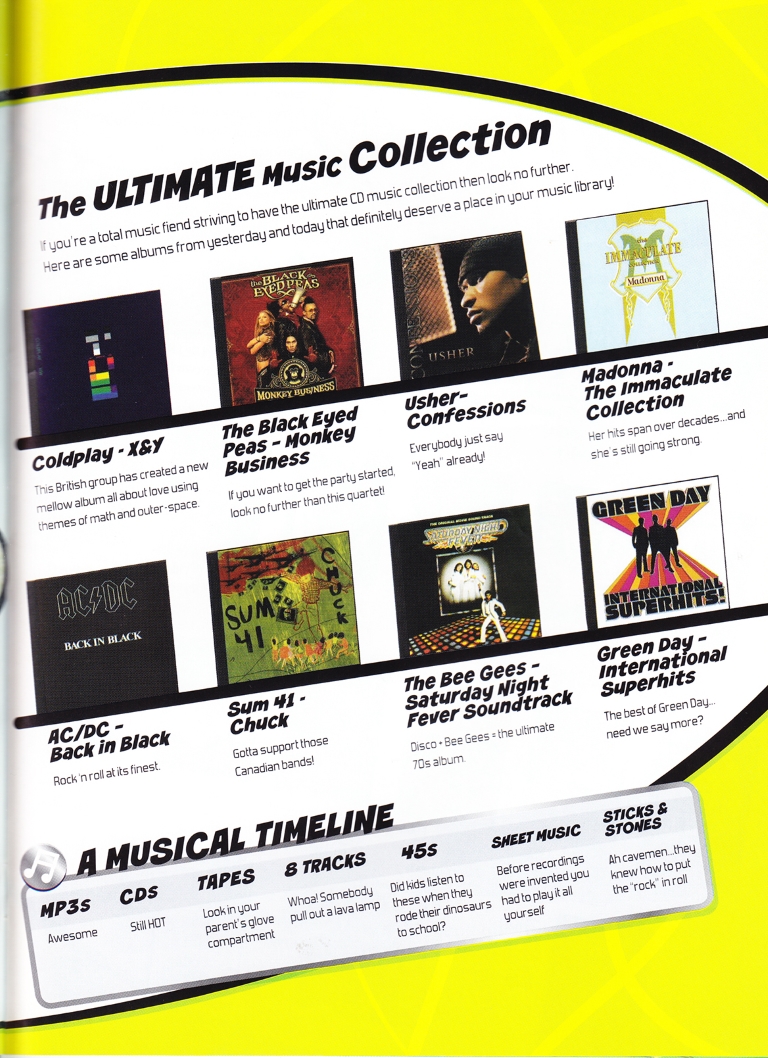 The ULTIMATE Music Collection
If you're a total music fiend striving to have the ultimate CD music collection then look no further.
Here are some albums from yesterday and today that definitely deserve a place in your music library!
the BLACK
EYED PEAS
MONKEY BUSINESS
CONFESSIONS
USHER
the
IMMACULATE
collection
Madonna
Coldplay - X&Y
This British group has created a new
mellow album all about love using
themes of math and outer-space.
The Black Eyed
Peas - Monkey
Business
If you want to get the party started,
look no further than this quartet!
Usher-
Confessions
Everybody just say
"Yeah" already!
Madonna -
The Immaculate
Collection
Her hits span over decades...and
she's still going strong.
AC/DC
BACK IN BLACK
SUM
41
CHUCK
THE ORIGINAL MOVIE SOUND TRACK
SATURDAY NIGHT
FEVER
GREEN DAY
INTERNATIONAL
SUPERHITS!
AC/DC -
Back in Black
Rock 'n roll at its finest.
Sum 41 -
Chuck
Gotta support those
Canadian bands!
The Bee Gees -
Saturday Night
Fever Soundtrack
Disco + Bee Gees = the ultimate
70s album.
Green Day -
International
Superhits
The best of Green Day...
need we say more?
A MUSICAL TIMELINE
MP3s
Awesome
CDs
Still HOT
TAPES
Look in your
parent's glove
compartment
8 TRACKS
Whoa! Somebody
pull out a lava lamp
45s
Did kids listen to
these when they
rode their dinosaurs
to school?
SHEET MUSIC
Before recordings
were invented you
had to play it all
yourself
STICKS &
STONES
Ah cavemen...they
knew how to put
the "rock" in roll